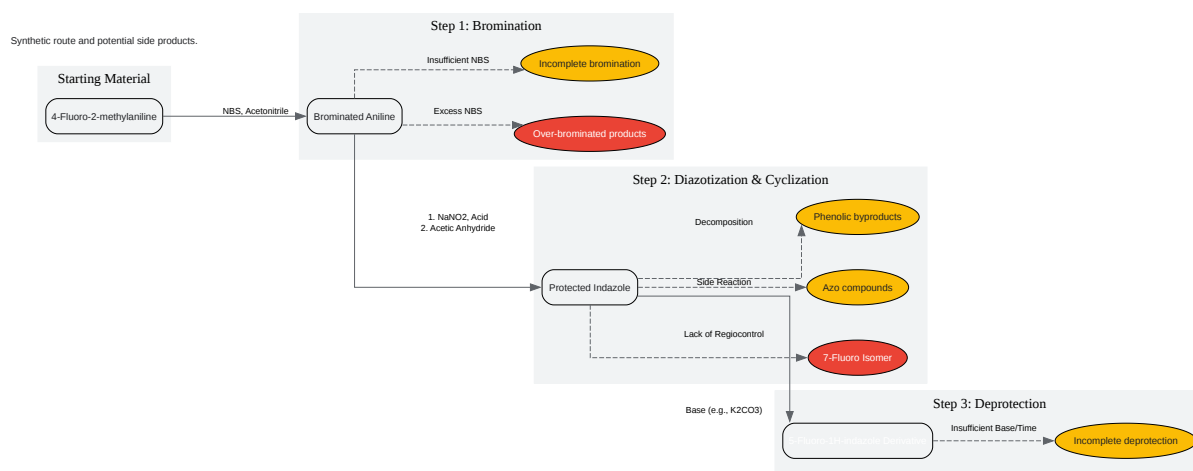 Step 1: Bromination
Synthetic route and potential side products.
Insufficient NBS
Incomplete bromination
Starting Material
4-Fluoro-2-methylaniline
NBS, Acetonitrile
Brominated Aniline
Excess NBS
Over-brominated products
Step 2: Diazotization & Cyclization
1. NaNO2, Acid
2. Acetic Anhydride
Decomposition
Phenolic byproducts
Protected Indazole
Side Reaction
Azo compounds
Lack of Regiocontrol
7-Fluoro Isomer
Base (e.g., K2CO3)
Step 3: Deprotection
Insufficient Base/Time
Incomplete deprotection